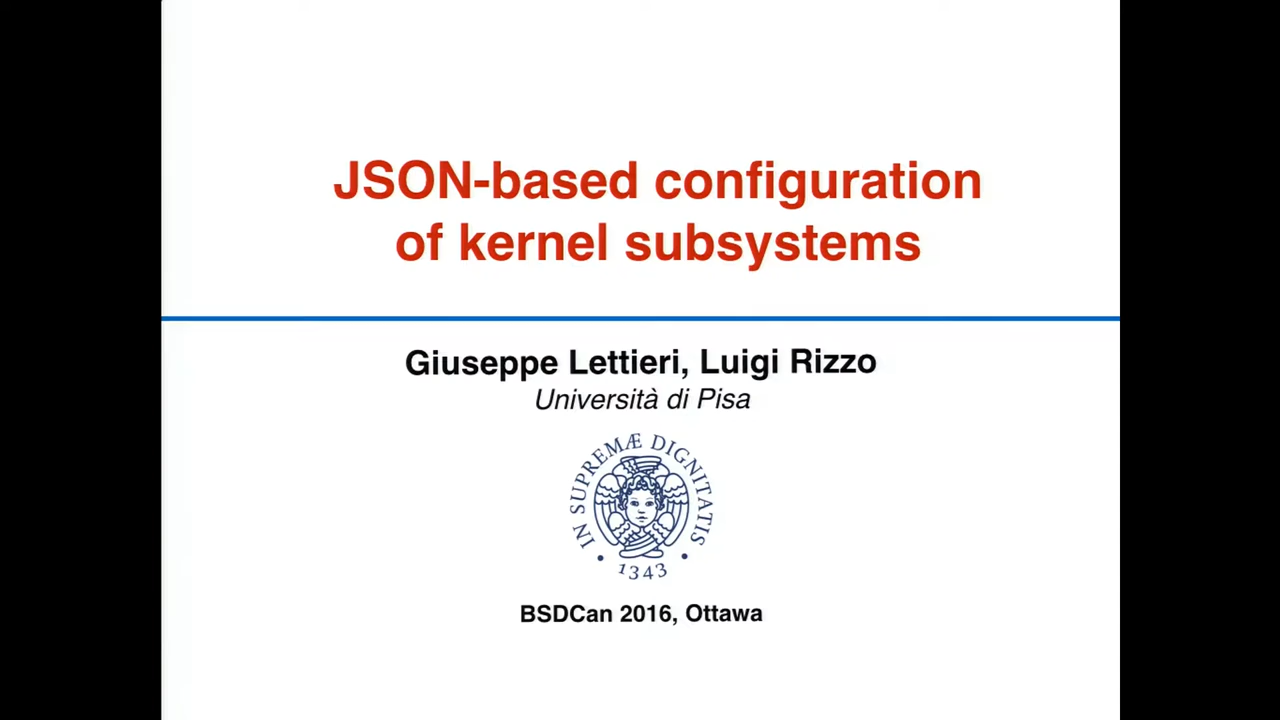 JSON-based configuration
of kernel subsystems
Giuseppe Lettieri, Luigi Rizzo
Università di Pisa
IN SUPREMÆ DIGNITATIS
• 1343 •
BSDCan 2016, Ottawa